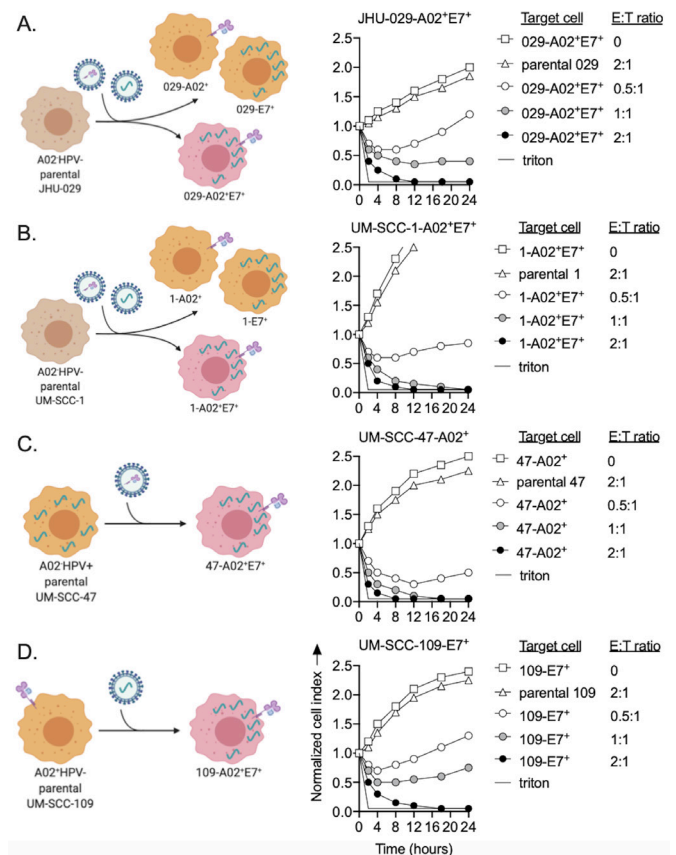 A.
029-A02+
029-E7+
A02-HPV-
parental
JHU-029
029-A02+E7+
JHU-029-A02+E7+
2.5
2.0
1.5
1.0
0.5
0.0
0 4 8 12 16 20 24
Target cell E:T ratio
029-A02+E7+ 0
parental 029 2:1
029-A02+E7+ 0.5:1
029-A02+E7+ 1:1
029-A02+E7+ 2:1
triton
B.
1-A02+
1-E7+
A02-HPV-
parental
UM-SCC-1
1-A02+E7+
UM-SCC-1-A02+E7+
2.5
2.0
1.5
1.0
0.5
0.0
0 4 8 12 16 20 24
Target cell E:T ratio
1-A02+E7+ 0
parental 1 2:1
1-A02+E7+ 0.5:1
1-A02+E7+ 1:1
1-A02+E7+ 2:1
triton
C.
A02-HPV+
parental
UM-SCC-47
47-A02+E7+
UM-SCC-47-A02+
2.5
2.0
1.5
1.0
0.5
0.0
0 4 8 12 16 20 24
Target cell E:T ratio
47-A02+ 0
parental 47 2:1
47-A02+ 0.5:1
47-A02+ 1:1
47-A02+ 2:1
triton
D.
A02+HPV-
parental
UM-SCC-109
109-A02+E7+
UM-SCC-109-E7+
Normalized cell index
2.5
2.0
1.5
1.0
0.5
0.0
0 4 8 12 16 20 24
Time (hours)
Target cell E:T ratio
109-E7+ 0
parental 109 2:1
109-E7+ 0.5:1
109-E7+ 1:1
109-E7+ 2:1
triton